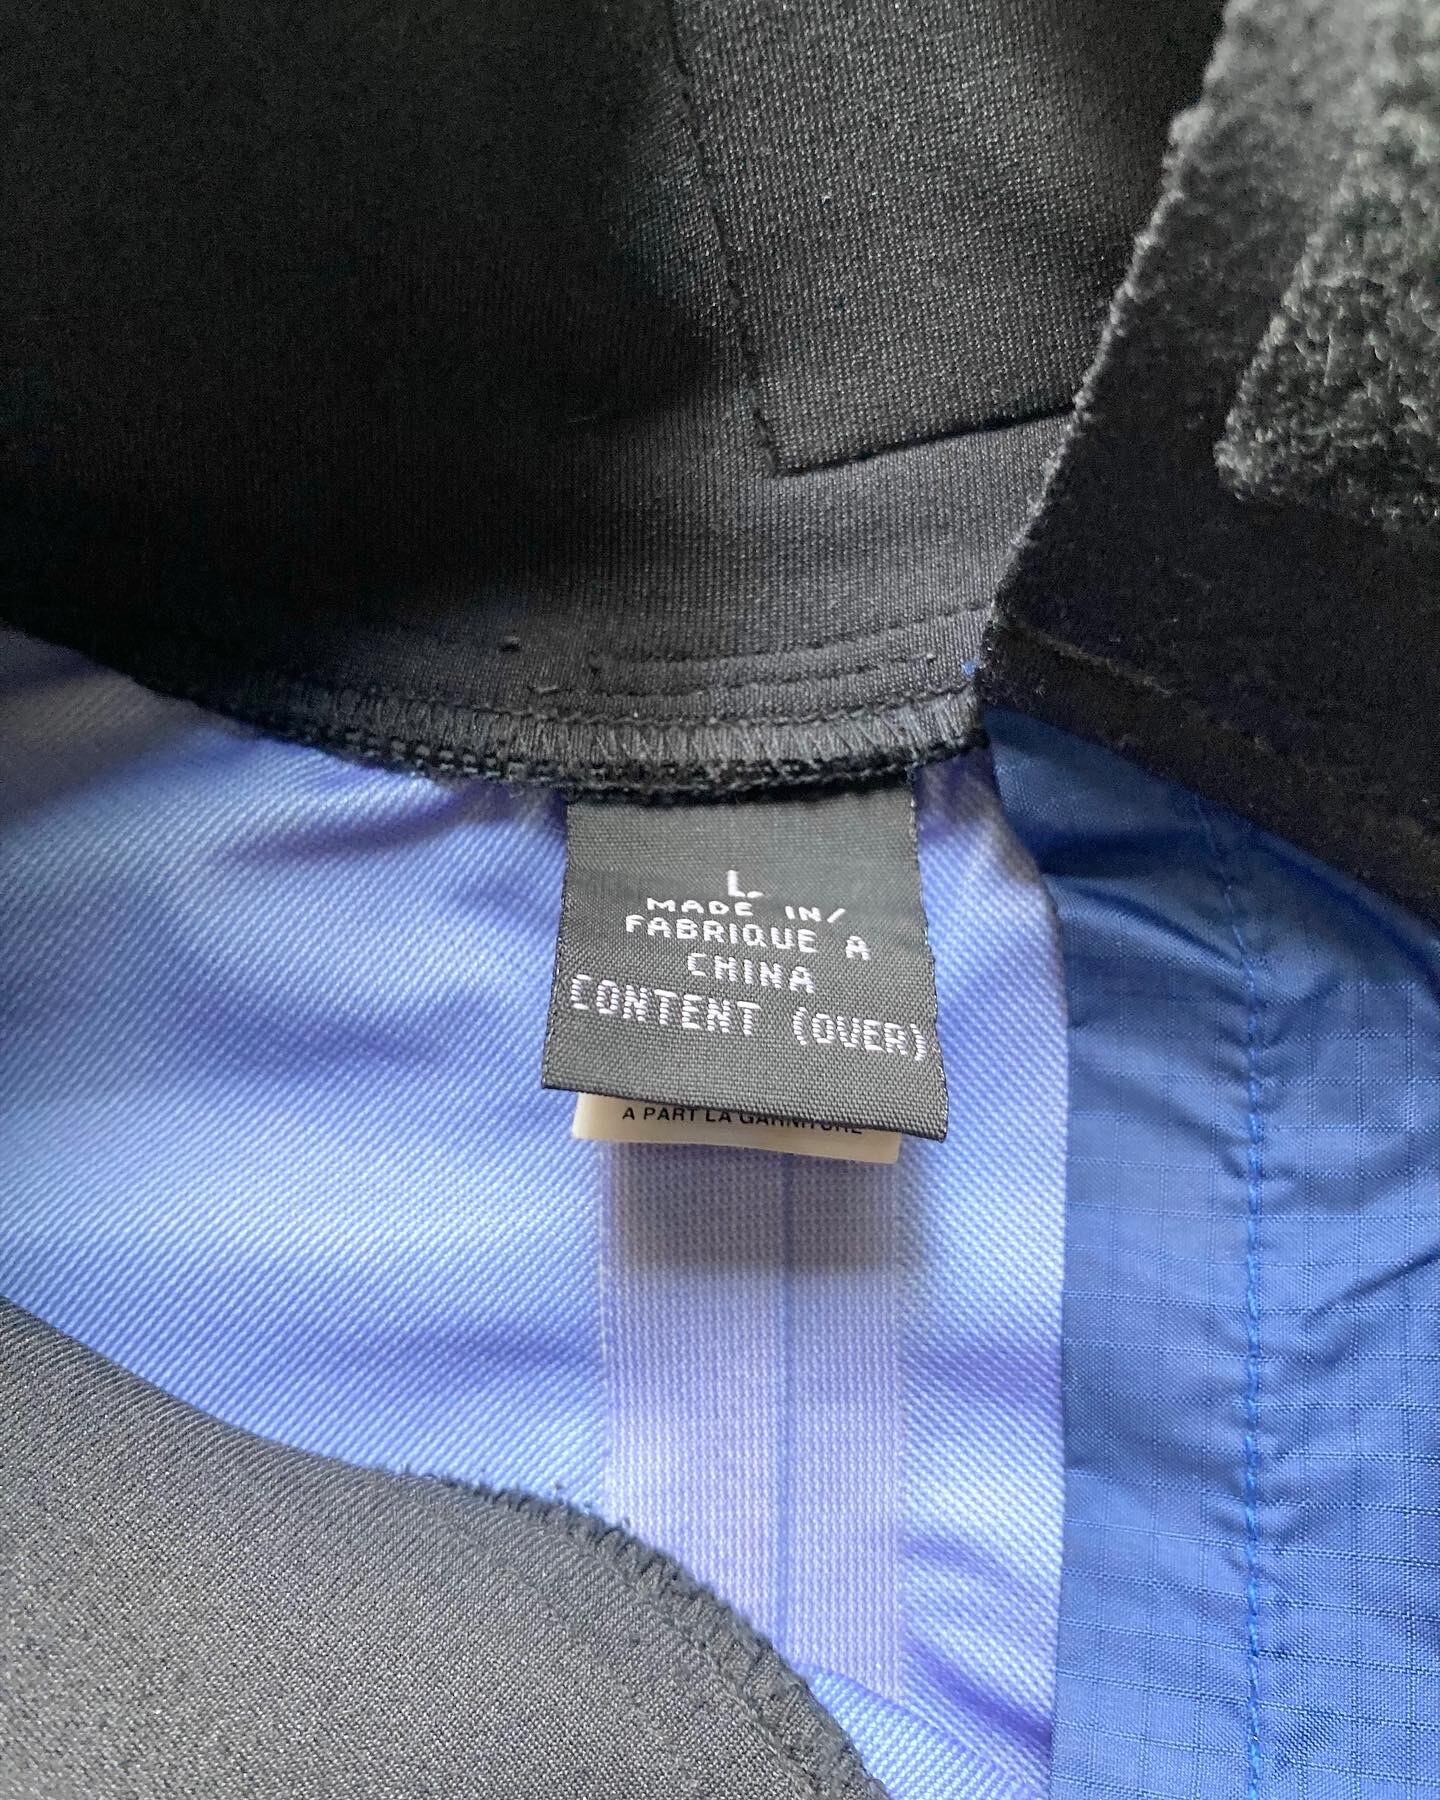 L
MADE IN/
FABRIQUE A
CHINA
CONTENT (OVER)
A PART LA GARNITURE